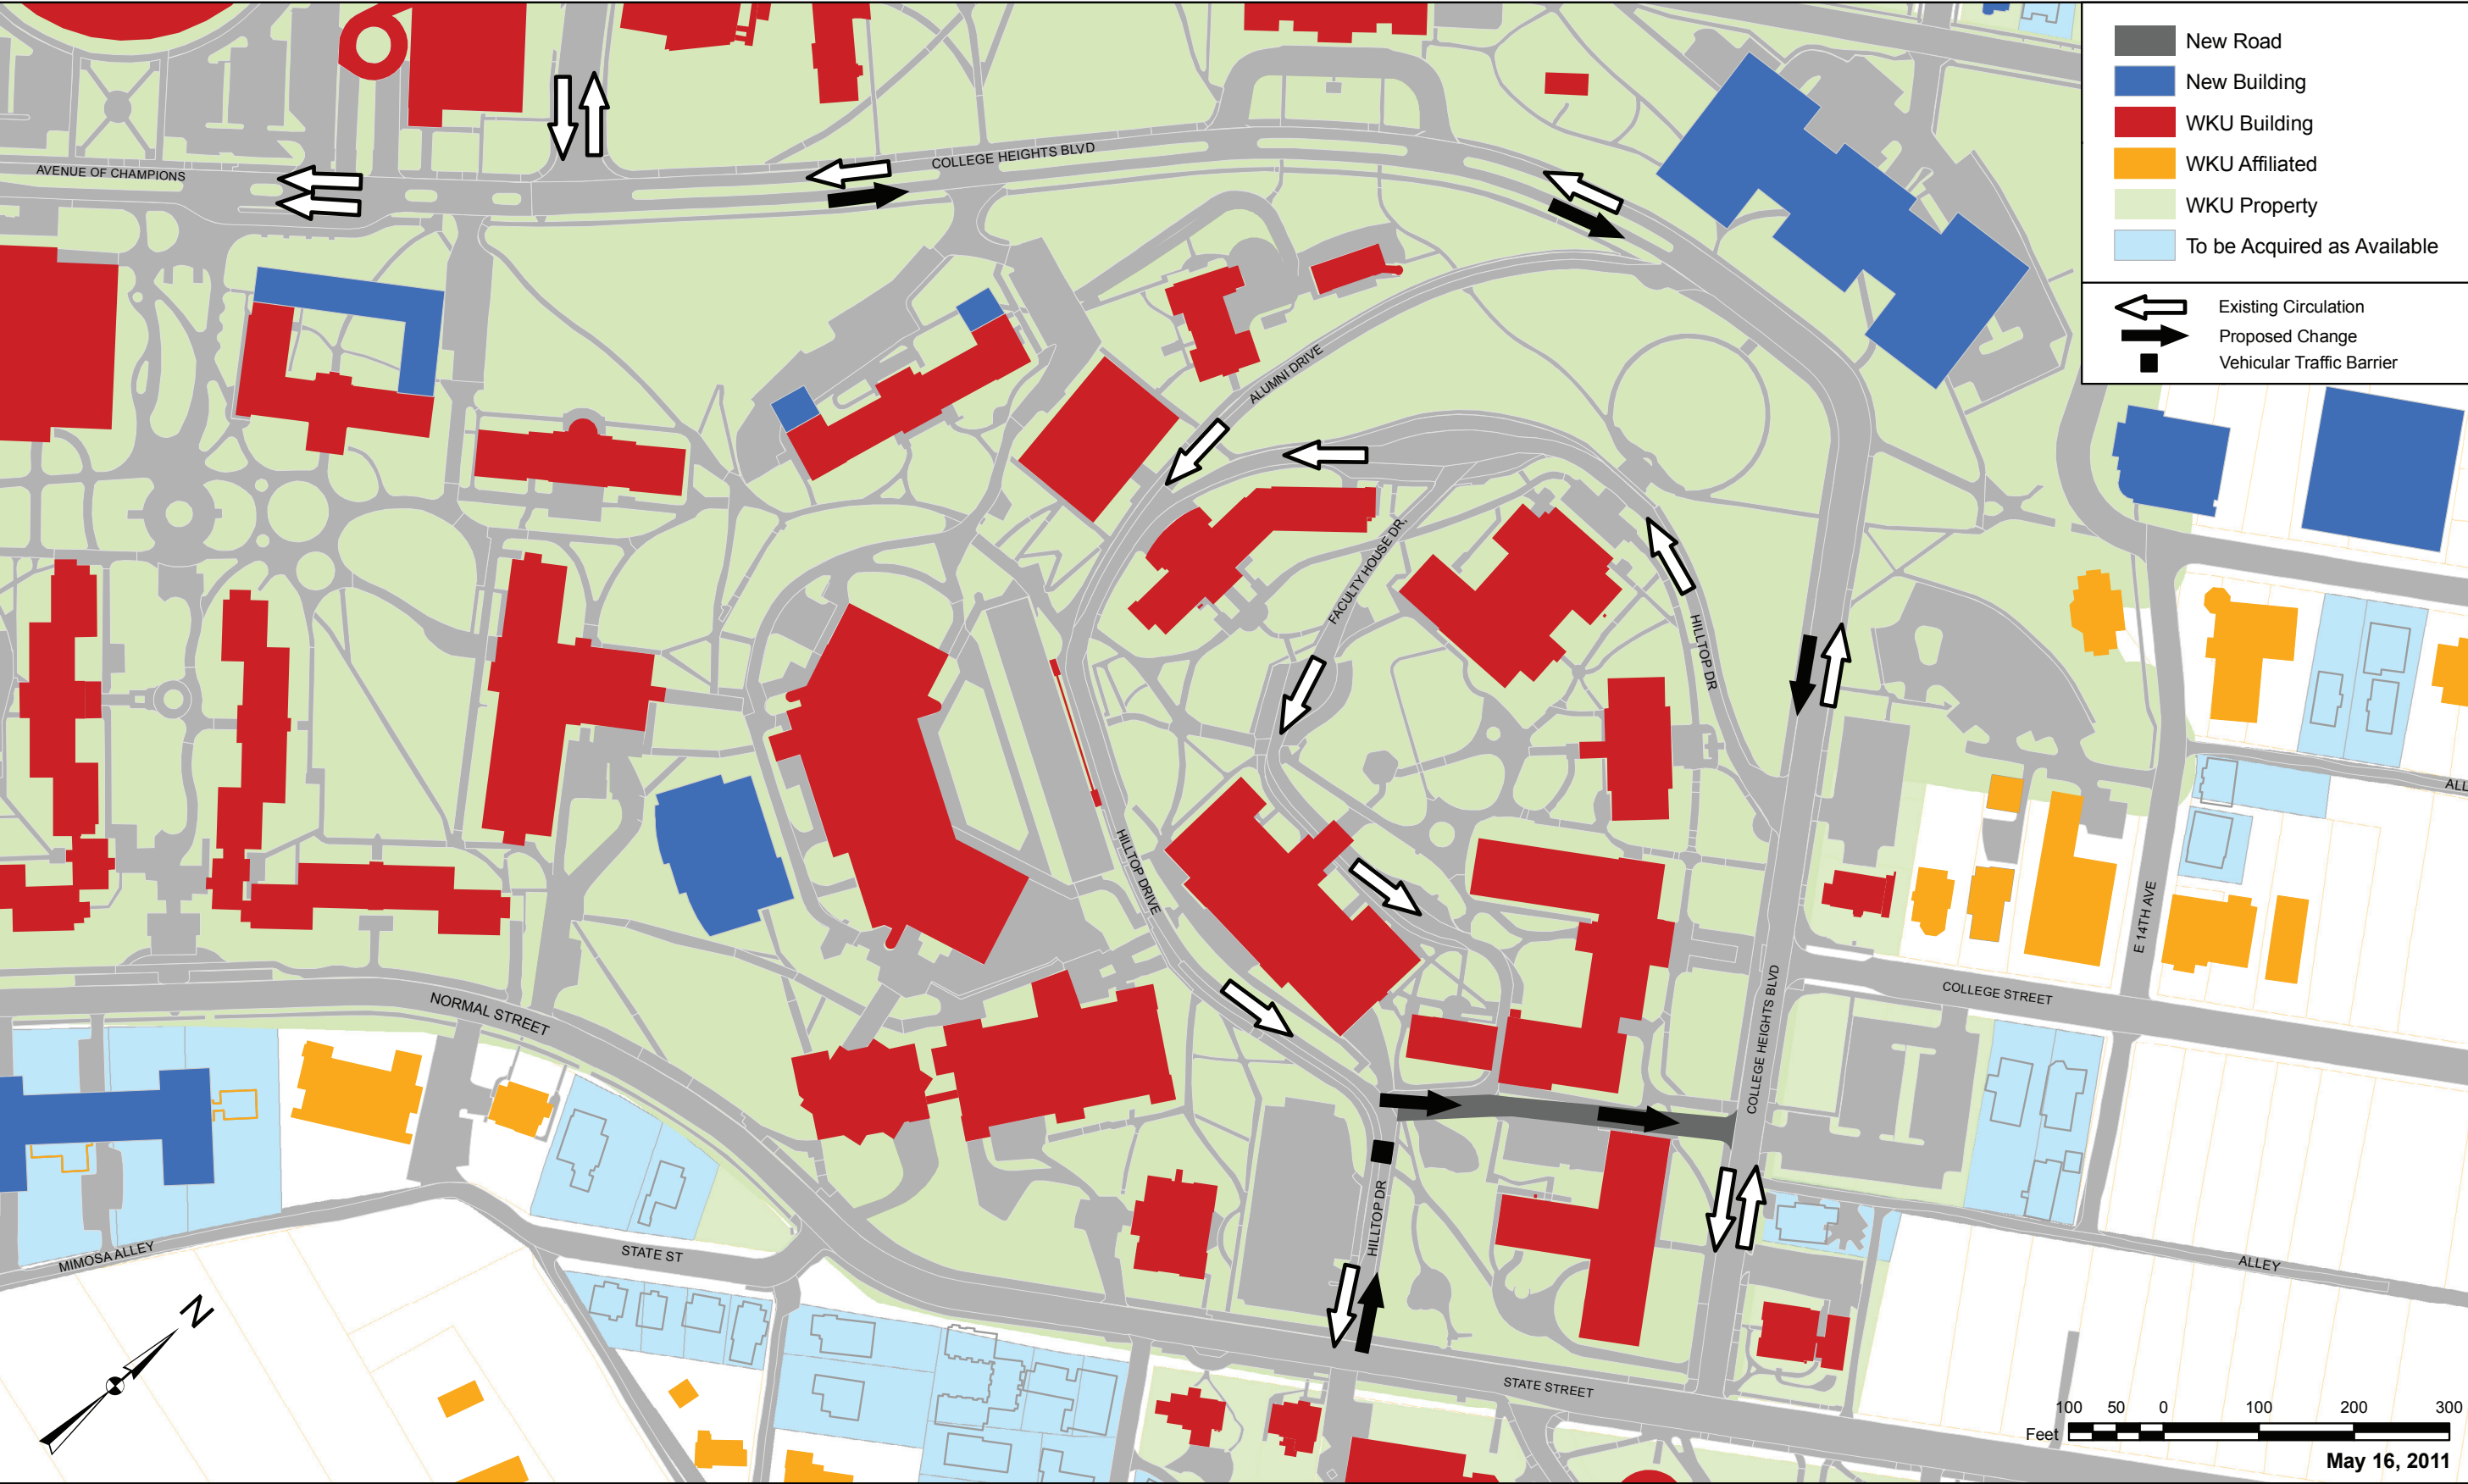 New Road
New Building
WKU Building
WKU Affiliated
WKU Property
To be Acquired as Available
Existing Circulation
Proposed Change
Vehicular Traffic Barrier
AVENUE OF CHAMPIONS
COLLEGE HEIGHTS BLVD
ALUMNI DRIVE
FACULTY HOUSE DR.
HILLTOP DR
HILLTOP DRIVE
ALL
E 14TH AVE
COLLEGE STREET
COLLEGE HEIGHTS BLVD
NORMAL STREET
HILLTOP DR
MIMOSA ALLEY
STATE ST
ALLEY
STATE STREET
N
100 50 0 100 200 300
Feet
May 16, 2011